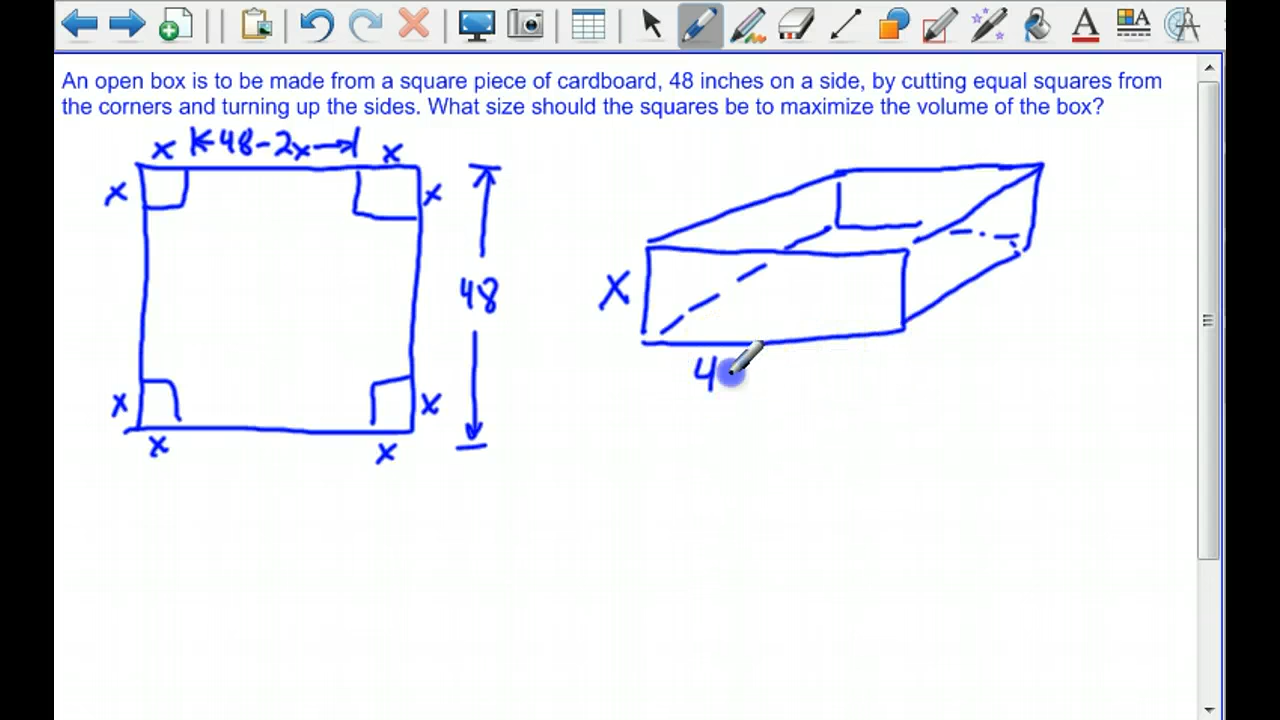 An open box is to be made from a square piece of cardboard, 48 inches on a side, by cutting equal squares from
the corners and turning up the sides. What size should the squares be to maximize the volume of the box?
x 48-2x x
x x
48
x
4
x x
x x